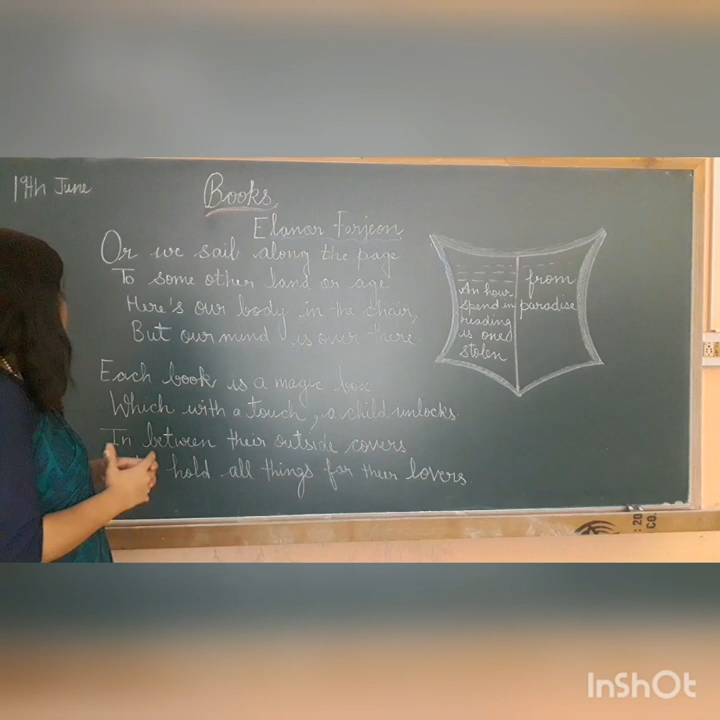 19th June
Books
Elanor Farjeon
Or we sail along the page
To some other land or age
Here's our body in the chair,
But our mind is over there
Each book is a magic box
Which with a touch, a child unlocks.
In between their outside covers
hold all things for their lovers.
An hour
spend in
reading
is one
stolen
from
paradise.
: 20
CO.
InShOt